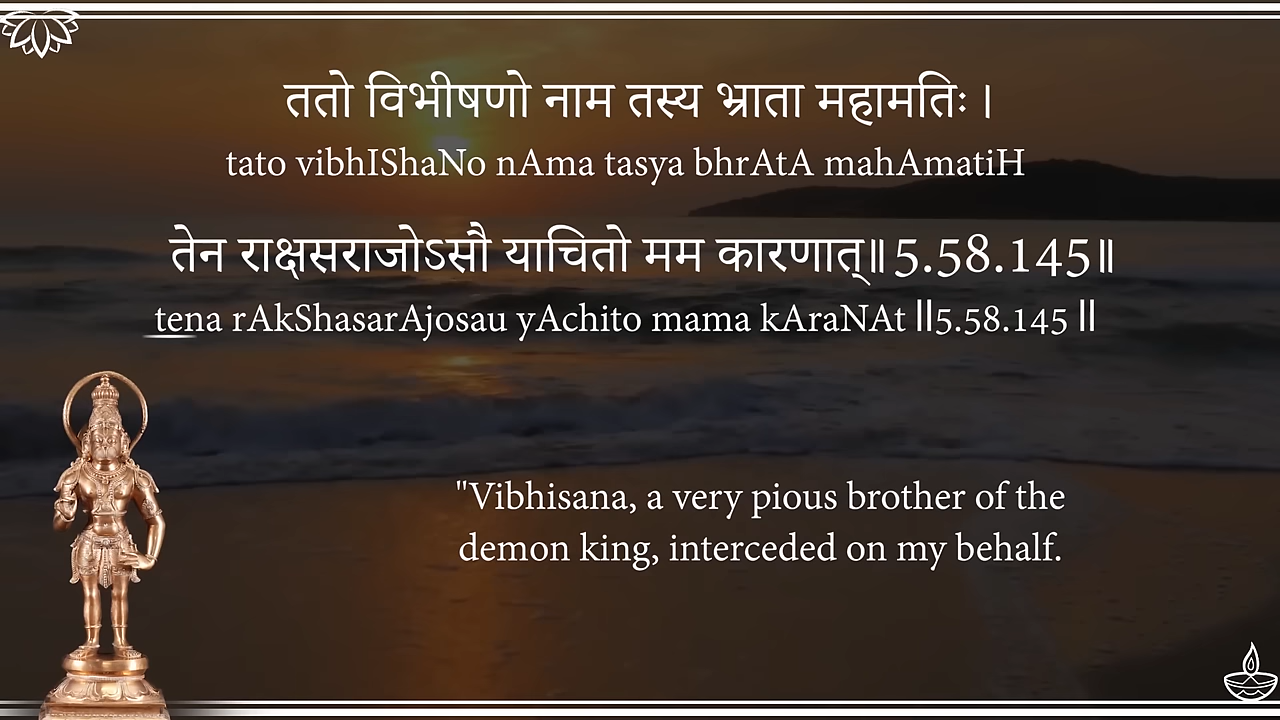 ततो विभीषणो नाम तस्य भ्राता महामतिः ।
tato vibhIShaNo nAma tasya bhrAtA mahAmatiH
तेन राक्षसराजोऽसौ याचितो मम कारणात्॥5.58.145॥
tena rAkShasarAjosau yAchito mama kAraNAt ||5.58.145 ||
"Vibhisana, a very pious brother of the
demon king, interceded on my behalf.